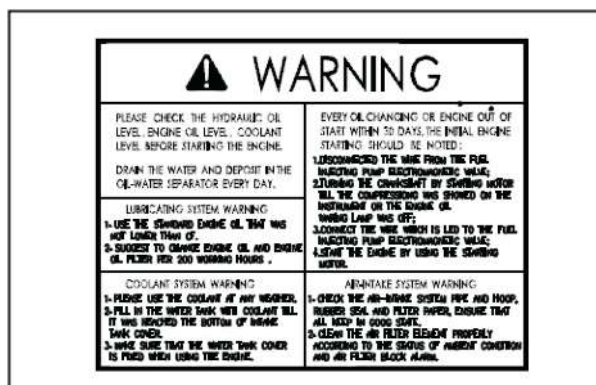 WARNING
PLEASE CHECK THE HYDRAULIC OIL
LEVEL, ENGINE OIL LEVEL, COOLANT
LEVEL BEFORE STARTING THE ENGINE.
DRAIN THE WATER AND DEPOSIT IN THE
OIL-WATER SEPARATOR EVERY DAY.
LUBRICATING SYSTEM WARNING
1- USE THE STANDARD ENGINE OIL THAT WAS
NOT LOWER THAN CF.
2- SUGGEST TO CHANGE ENGINE OIL AND ENGINE
OIL FILTER PER 200 WORKING HOURS .
COOLANT SYSTEM WARNING
1- PLEASE USE THE COOLANT AT ANY WEATHER.
2- FILL IN THE WATER TANK WITH COOLANT TILL
IT WAS REACHED THE BOTTOM OF INTAKE
TANK COVER.
3- MAKE SURE THAT THE WATER TANK COVER
IS FIXED WHEN USING THE ENGINE.
EVERY OIL CHANGING OR ENGINE OUT OF
START WITHIN 30 DAYS, THE INITIAL ENGINE
STARTING SHOULD BE NOTED:
1.DISCONNECTED THE WIRE FROM THE FUEL
INJECTING PUMP ELECTROMAGNETIC VALVE;
2.TURNING THE CRANKSHAFT BY STARTING MOTOR
TILL THE COMPRESSIONG WAS SHOWED ON THE
INSTRUMENT OR THE ENGINE OIL
WARING LAMP WAS OFF;
3.CONNECT THE WIRE WHICH IS LED TO THE FUEL
INJECTING PUMP ELECTROMAGNETIC VALVE;
4.START THE ENGINE BY USING THE STARTING
MOTOR.
AIR-INTAKE SYSTEM WARNING
1- CHECK THE AIR-INTAKE SYSTEM PIPE AND HOOP,
RUBBER SEAL AND FILTER PAPER, ENSURE THAT
ALL KEEP IN GOOG STATE.
2- CLEAN THE AIR FILTER ELEMENT PROPERLY
ACCORDING TO THE STATUS OF AMBIENT CONDITION
AND AIR FILTER BLOCK ALARM.